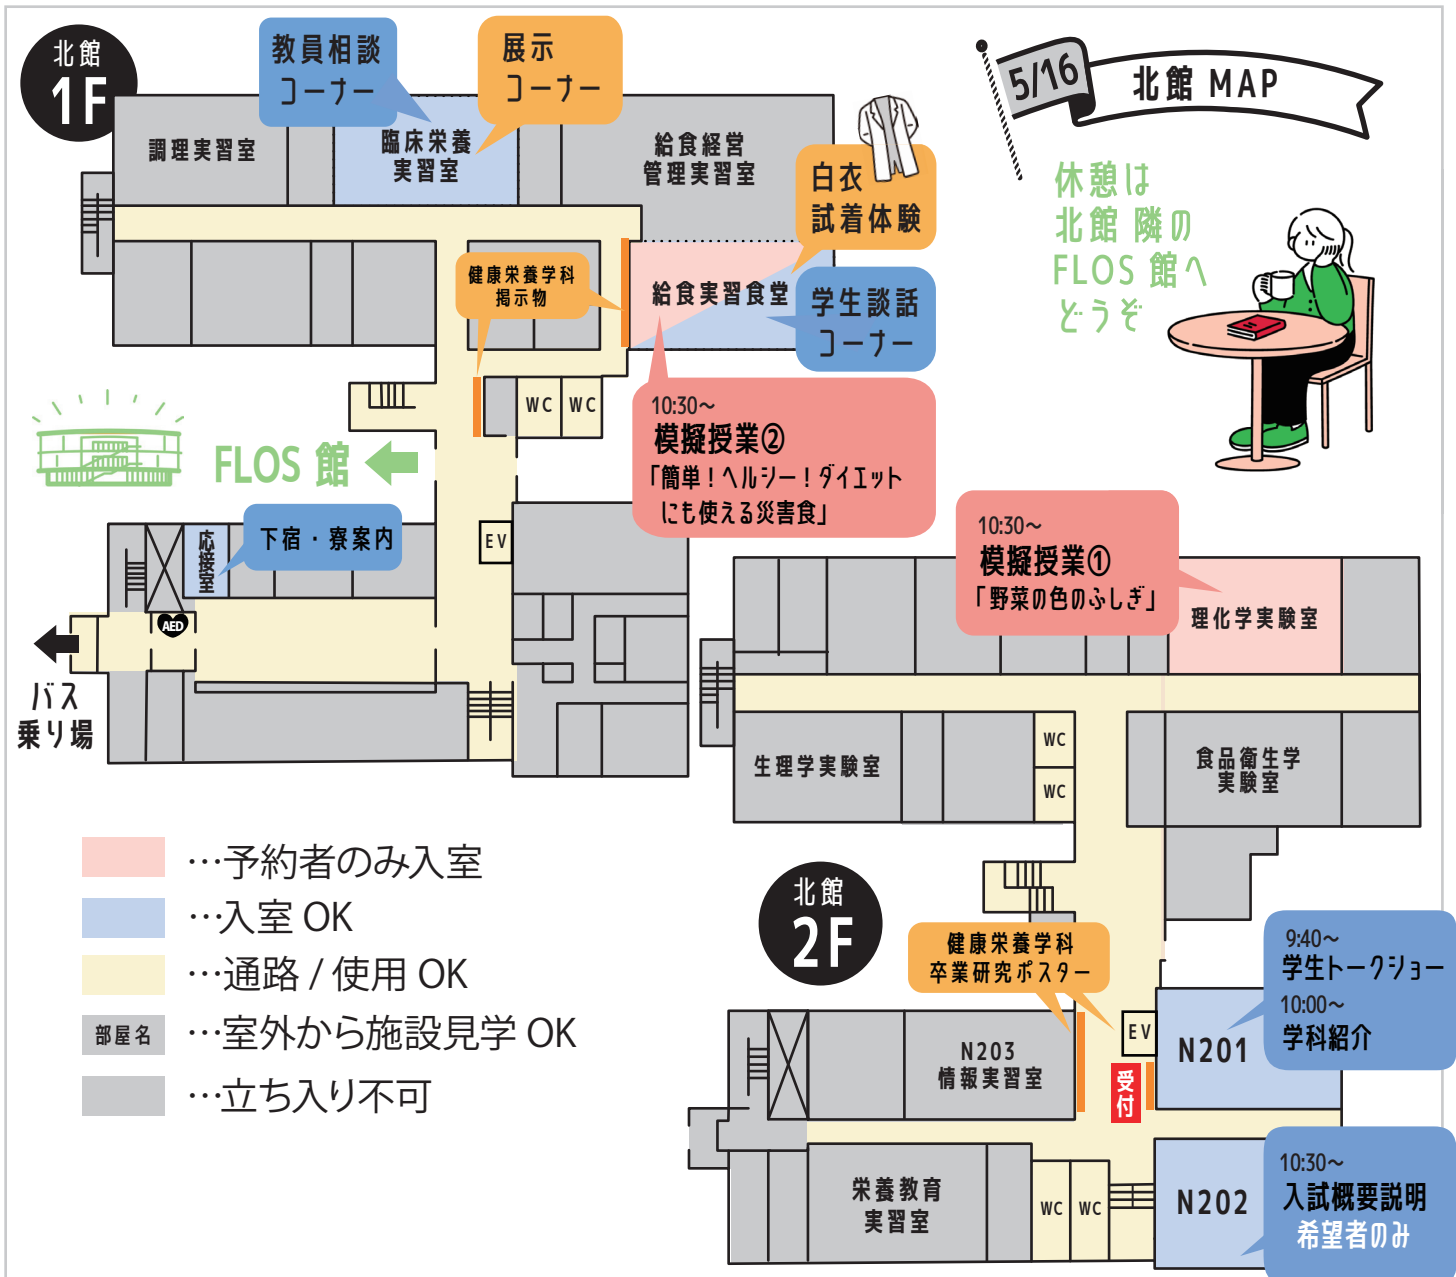 北館
1F
教員相談
コーナー
展示
コーナー
調理実習室
臨床栄養
実習室
給食経営
管理実習室
白衣
試着体験
健康栄養学科
掲示物
給食実習食堂
学生談話
コーナー
WC
WC
10:30～
模擬授業②
「簡単！ヘルシー！ダイエット
にも使える災害食」
FLOS 館
EV
応接室
下宿・寮案内
AED
バス
乗り場
5/16
北館 MAP
休憩は
北館 隣の
FLOS 館へ
どうぞ
10:30～
模擬授業①
「野菜の色のふしぎ」
理化学実験室
生理学実験室
WC
WC
食品衛生学
実験室
北館
2F
健康栄養学科
卒業研究ポスター
9:40～
学生トークショー
10:00～
学科紹介
EV
N201
N203
情報実習室
受付
10:30～
入試概要説明
希望者のみ
N202
栄養教育
実習室
WC
WC
…予約者のみ入室
…入室 OK
…通路 / 使用 OK
部屋名 …室外から施設見学 OK
…立ち入り不可